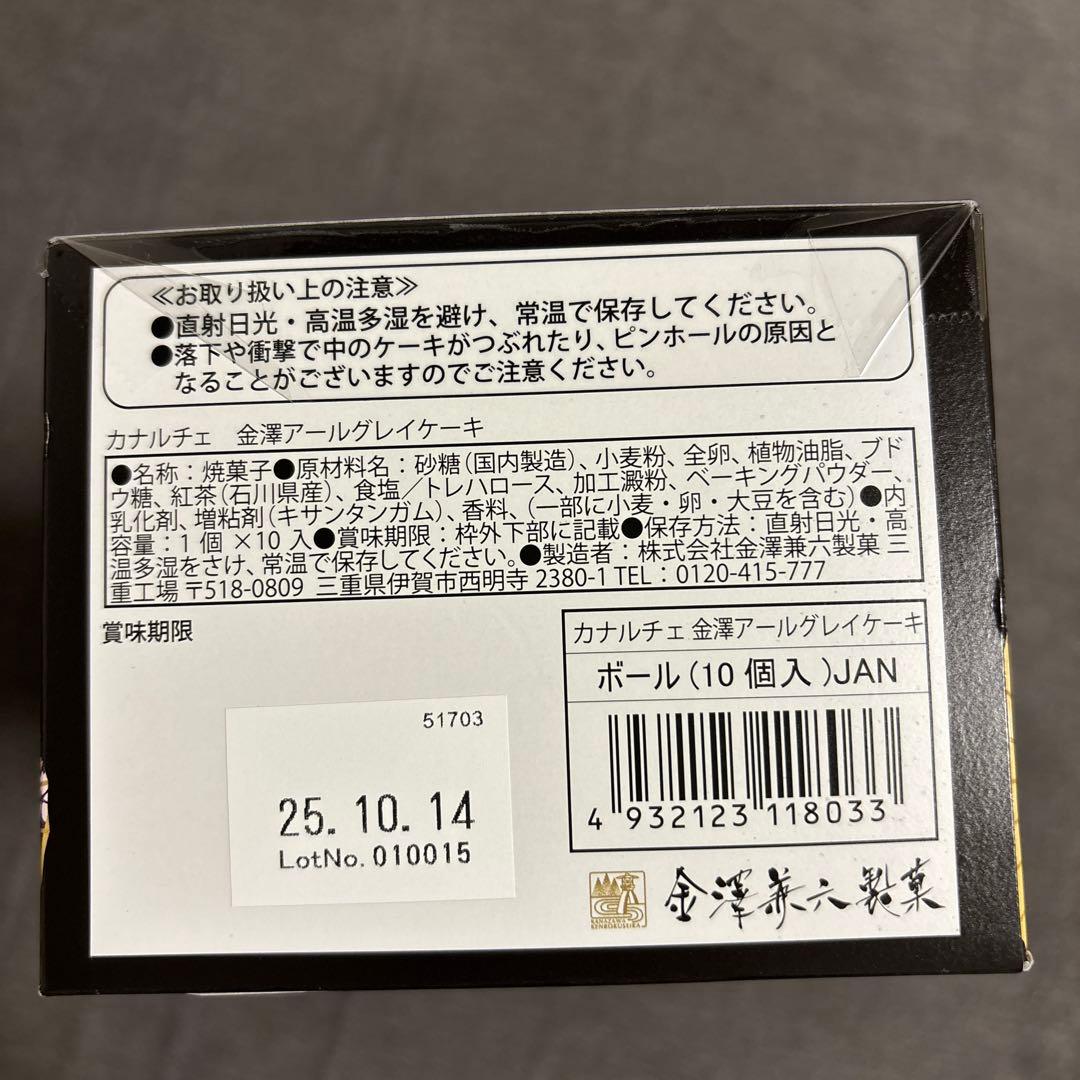 ≪お取り扱い上の注意≫
●直射日光・高温多湿を避け、常温で保存してください。
●落下や衝撃で中のケーキがつぶれたり、ピンホールの原因と
なることがございますのでご注意ください。
カナルチェ 金澤アールグレイケーキ
●名称：焼菓子●原材料名：砂糖（国内製造）、小麦粉、全卵、植物油脂、ブド
ウ糖、紅茶（石川県産）、食塩／トレハロース、加工澱粉、ベーキングパウダー、
乳化剤、増粘剤（キサンタンガム）、香料、（一部に小麦・卵・大豆を含む）●内
容量：1個 ×10 入●賞味期限：枠外下部に記載●保存方法：直射日光・高
温多湿をさけ、常温で保存してください。●製造者：株式会社金澤兼六製菓 三
重工場 〒518-0809 三重県伊賀市西明寺 2380-1 TEL：0120-415-777
賞味期限
51703
25. 10. 14
LotNo. 010015
カナルチェ 金澤アールグレイケーキ
ボール（10 個入）JAN
4 932123 118033
KANAZAWA
KENROKUSEIKA
金澤兼六製菓